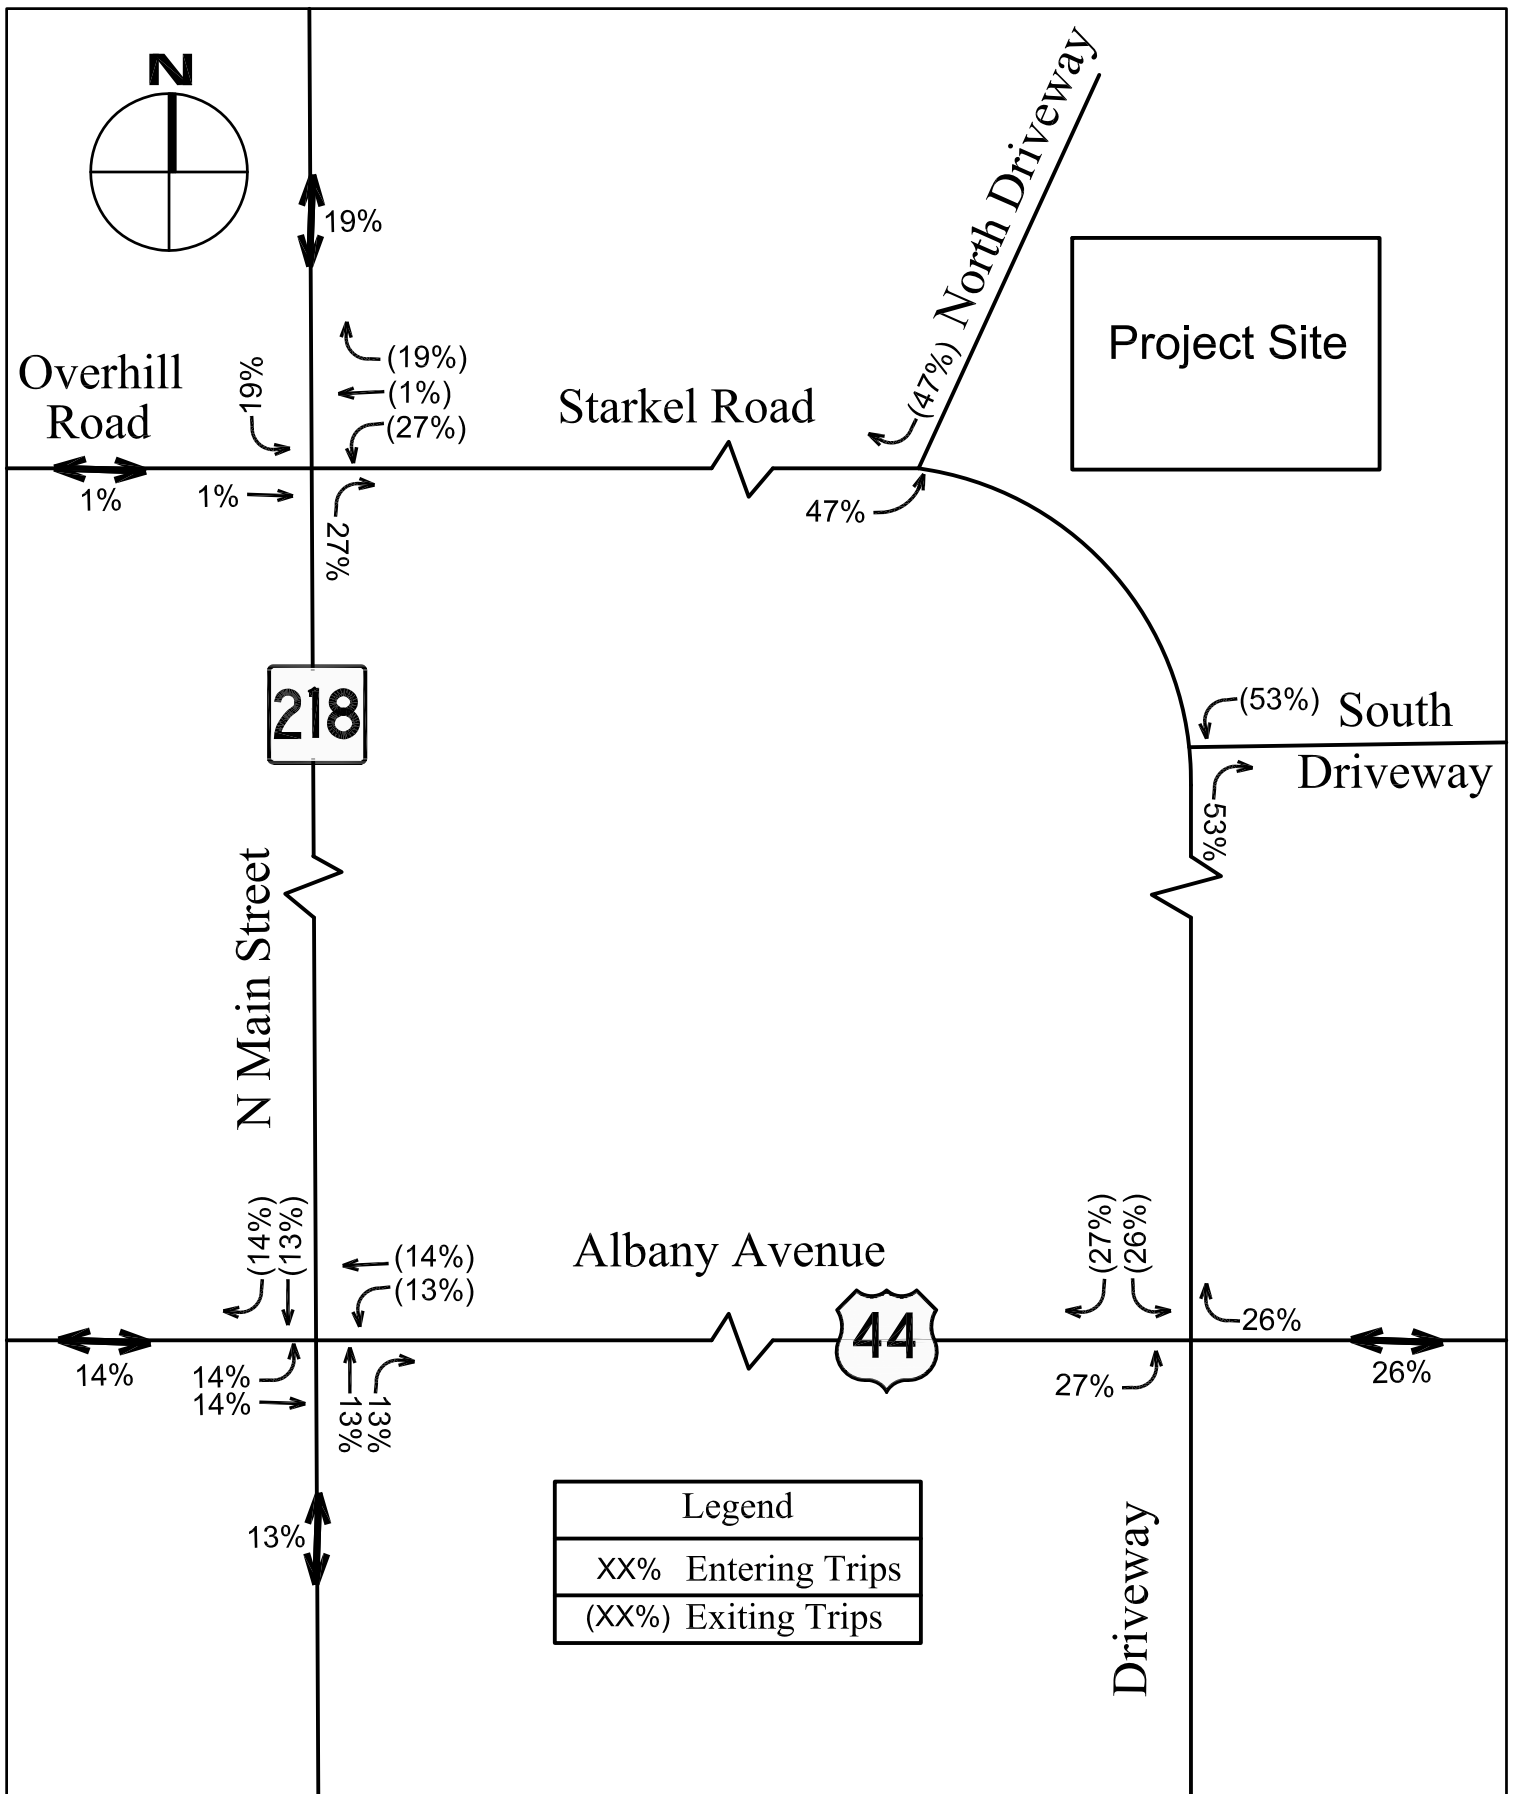 N
North Driveway
19%
Project Site
Overhill
Road
19%
(19%)
(1%)
(27%)
Starkel Road
(47%)
1%
1%
27%
47%
218
(53%)
South
Driveway
53%
N Main Street
(14%)
(13%)
(14%)
(13%)
Albany Avenue
44
(27%)
(26%)
26%
14%
14%
14%
13%
13%
27%
26%
13%
Driveway
Legend
XX% Entering Trips
(XX%) Exiting Trips